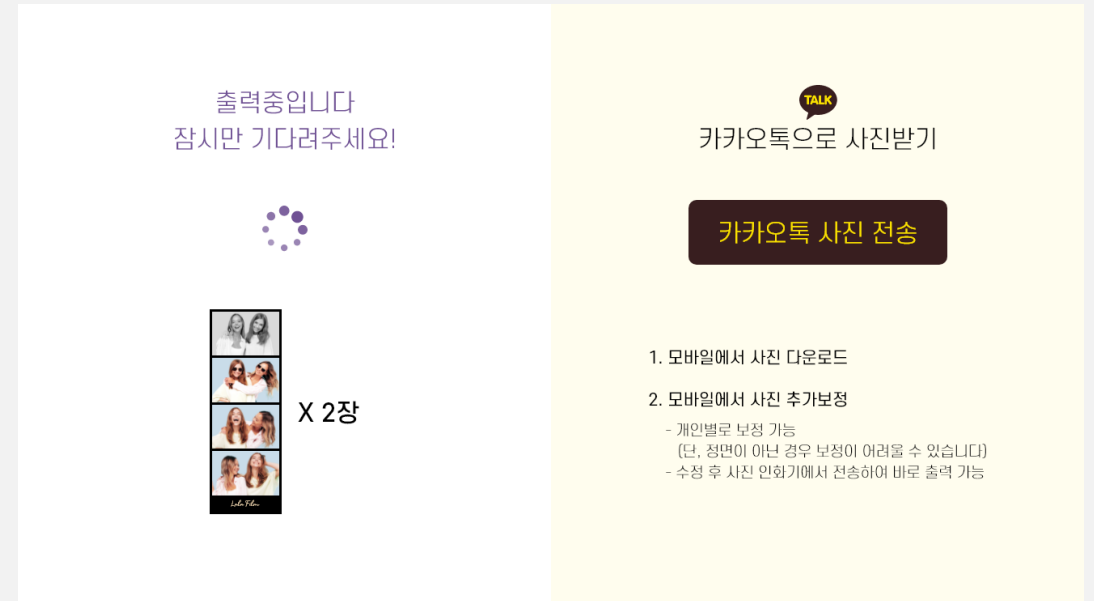 출력중입니다
잠시만 기다려주세요!
X 2장
Lala Film
TALK
카카오톡으로 사진받기
카카오톡 사진 전송
1. 모바일에서 사진 다운로드
2. 모바일에서 사진 추가보정
- 개인별로 보정 가능
(단, 정면이 아닌 경우 보정이 어려울 수 있습니다)
- 수정 후 사진 인화기에서 전송하여 바로 출력 가능